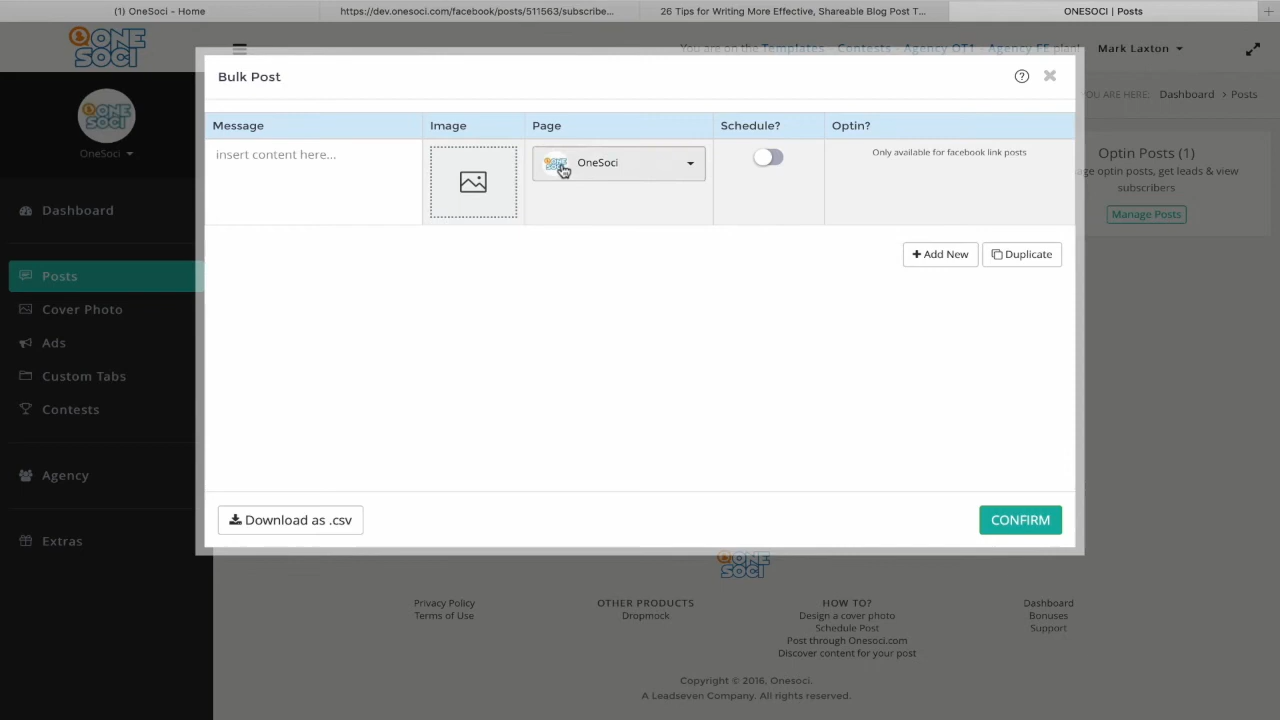 (1) OneSoci - Home
https://dev.onesoci.com/facebook/posts/511563/subscribe...
26 Tips for Writing More Effective, Shareable Blog Post T...
ONESOCI | Posts
ONE SOCI
You are on the Templates - Contests - Agency OT1 - Agency FE plan!
Mark Laxton
Bulk Post
YOU ARE HERE: Dashboard > Posts
ONE SOCI
OneSoci
Message
Image
Page
Schedule?
Optin?
insert content here...
OneSoci
Only available for facebook link posts
Optin Posts (1)
optin posts, get leads & view
subscribers
Manage Posts
+ Add New
Duplicate
Dashboard
Posts
Cover Photo
Ads
Custom Tabs
Contests
Agency
Extras
Download as .csv
CONFIRM
ONE SOCI
Privacy Policy
Terms of Use
OTHER PRODUCTS
Dropmock
HOW TO?
Design a cover photo
Schedule Post
Post through Onesoci.com
Discover content for your post
Dashboard
Bonuses
Support
Copyright © 2016, Onesoci.
A Leadseven Company. All rights reserved.